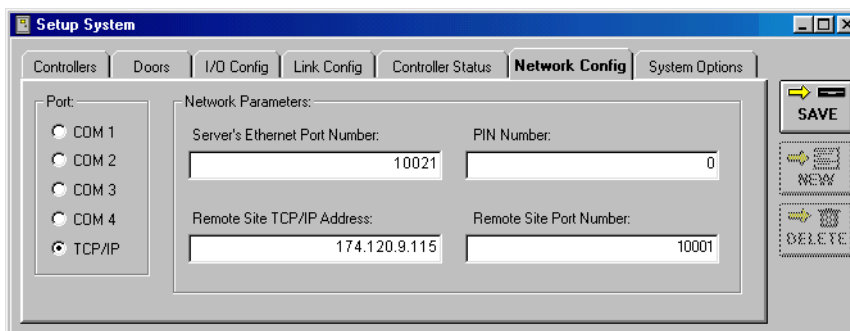 Setup System
Controllers Doors I/O Config Link Config Controller Status Network Config System Options
Port:
COM 1
COM 2
COM 3
COM 4
TCP/IP
Network Parameters:
Server's Ethernet Port Number: PIN Number:
10021 0
Remote Site TCP/IP Address: Remote Site Port Number:
174.120.9.115 10001
SAVE
NEW
DELETE